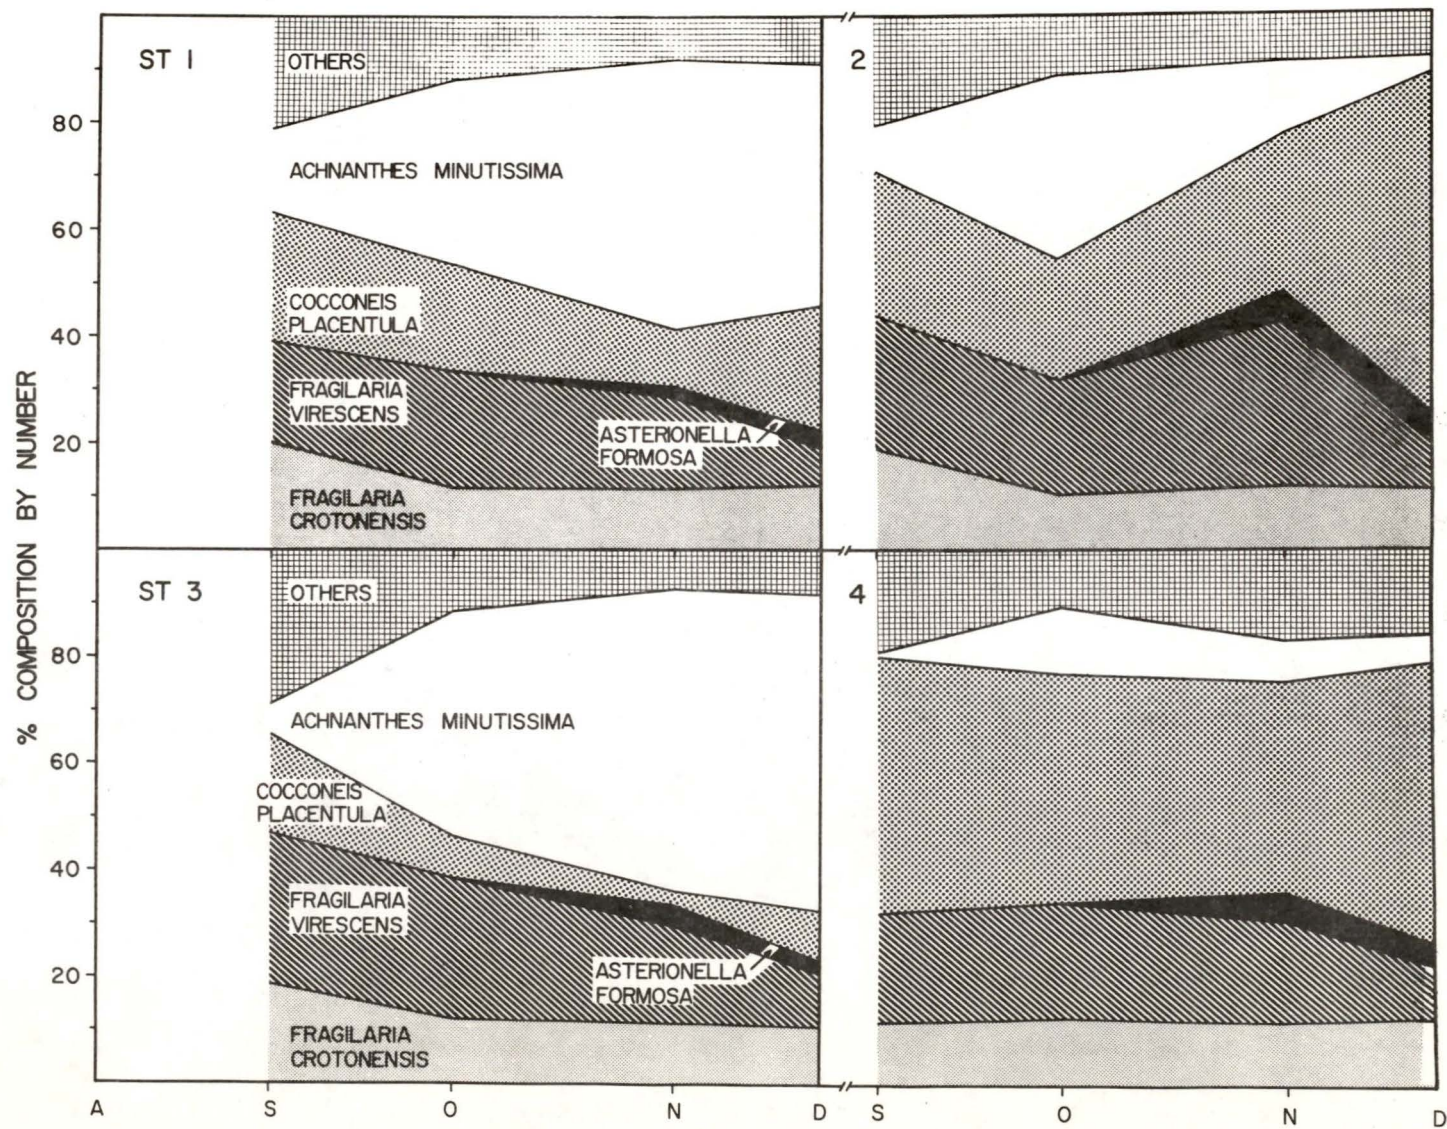 ST 1
OTHERS
2
80
ACHNANTHES MINUTISSIMA
60
COCCONEIS
PLACENTULA
40
FRAGILARIA
VIRESCENS
ASTERIONELLA
FORMOSA
20
FRAGILARIA
CROTONENSIS
% COMPOSITION BY NUMBER
ST 3
OTHERS
4
80
ACHNANTHES MINUTISSIMA
60
COCCONEIS
PLACENTULA
40
FRAGILARIA
VIRESCENS
ASTERIONELLA
FORMOSA
20
FRAGILARIA
CROTONENSIS
A S O N D S O N D